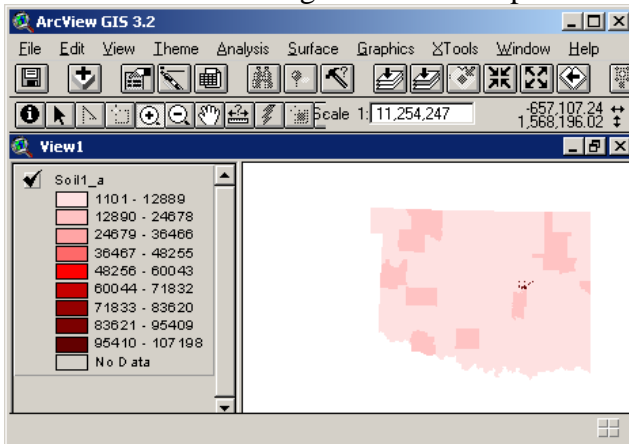 ArcView GIS 3.2
File Edit View Theme Analysis Surface Graphics XTools Window Help
Scale 1: 11,254,247 -657,107.24
1,568,196.02
View1
Soil1_a
1101 - 12889
12890 - 24678
24679 - 36466
36467 - 48255
48256 - 60043
60044 - 71832
71833 - 83620
83621 - 95409
95410 - 107198
No Data